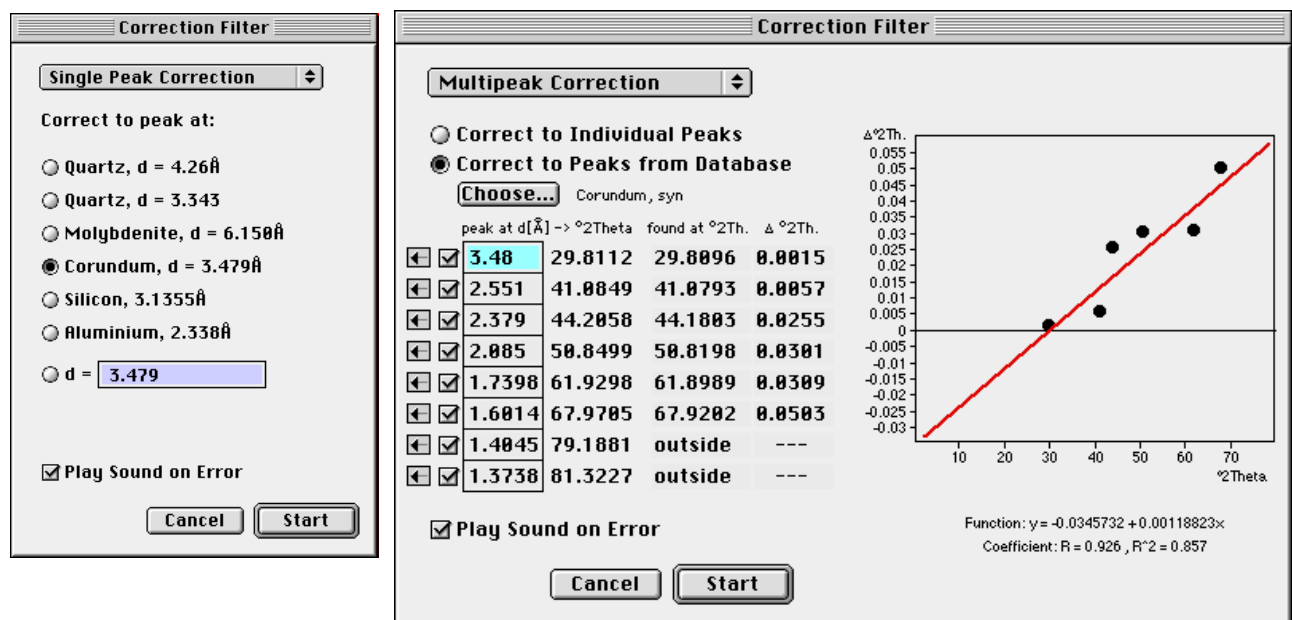 Correction Filter
Single Peak Correction
Correct to peak at:
Quartz, d = 4.26Å
Quartz, d = 3.343
Molybdenite, d = 6.150Å
Corundum, d = 3.479Å
Silicon, 3.1355Å
Aluminium, 2.338Å
d = 3.479
Play Sound on Error
Cancel Start
Correction Filter
Multipeak Correction
Correct to Individual Peaks
Correct to Peaks from Database
Choose... Corundum, syn
peak at d[Å] -> °2Theta found at °2Th. Δ °2Th.
3.48 29.8112 29.8096 0.0015
2.551 41.0849 41.0793 0.0057
2.379 44.2058 44.1803 0.0255
2.085 50.8499 50.8198 0.0301
1.7398 61.9298 61.8989 0.0309
1.6014 67.9705 67.9202 0.0503
1.4045 79.1881 outside ---
1.3738 81.3227 outside ---
Play Sound on Error
Cancel Start
Δ°2Th.
0.055
0.05
0.045
0.04
0.035
0.03
0.025
0.02
0.015
0.01
0.005
0
-0.005
-0.01
-0.015
-0.02
-0.025
-0.03
10 20 30 40 50 60 70
°2Theta
Function: y = -0.0345732 + 0.00118823x
Coefficient: R = 0.926 , R^2 = 0.857